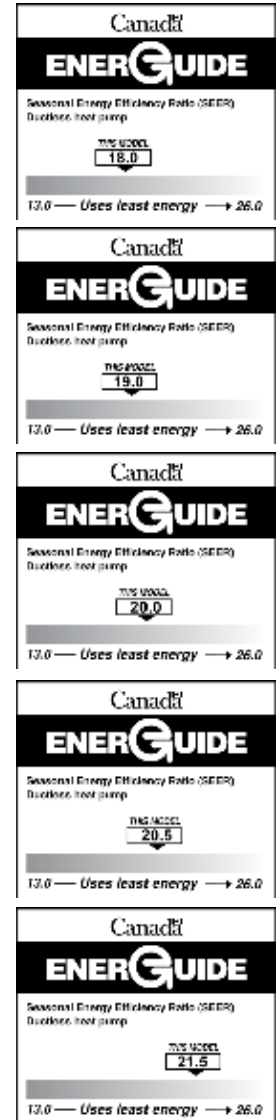 Canada
ENERGUIDE
Seasonal Energy Efficiency Ratio (SEER)
Ductless heat pump
THIS MODEL
18.0
13.0 — Uses least energy → 26.0
Canada
ENERGUIDE
Seasonal Energy Efficiency Ratio (SEER)
Ductless heat pump
THIS MODEL
19.0
13.0 — Uses least energy → 26.0
Canada
ENERGUIDE
Seasonal Energy Efficiency Ratio (SEER)
Ductless heat pump
THIS MODEL
20.0
13.0 — Uses least energy → 26.0
Canada
ENERGUIDE
Seasonal Energy Efficiency Ratio (SEER)
Ductless heat pump
THIS MODEL
20.5
13.0 — Uses least energy → 26.0
Canada
ENERGUIDE
Seasonal Energy Efficiency Ratio (SEER)
Ductless heat pump
THIS MODEL
21.5
13.0 — Uses least energy → 26.0